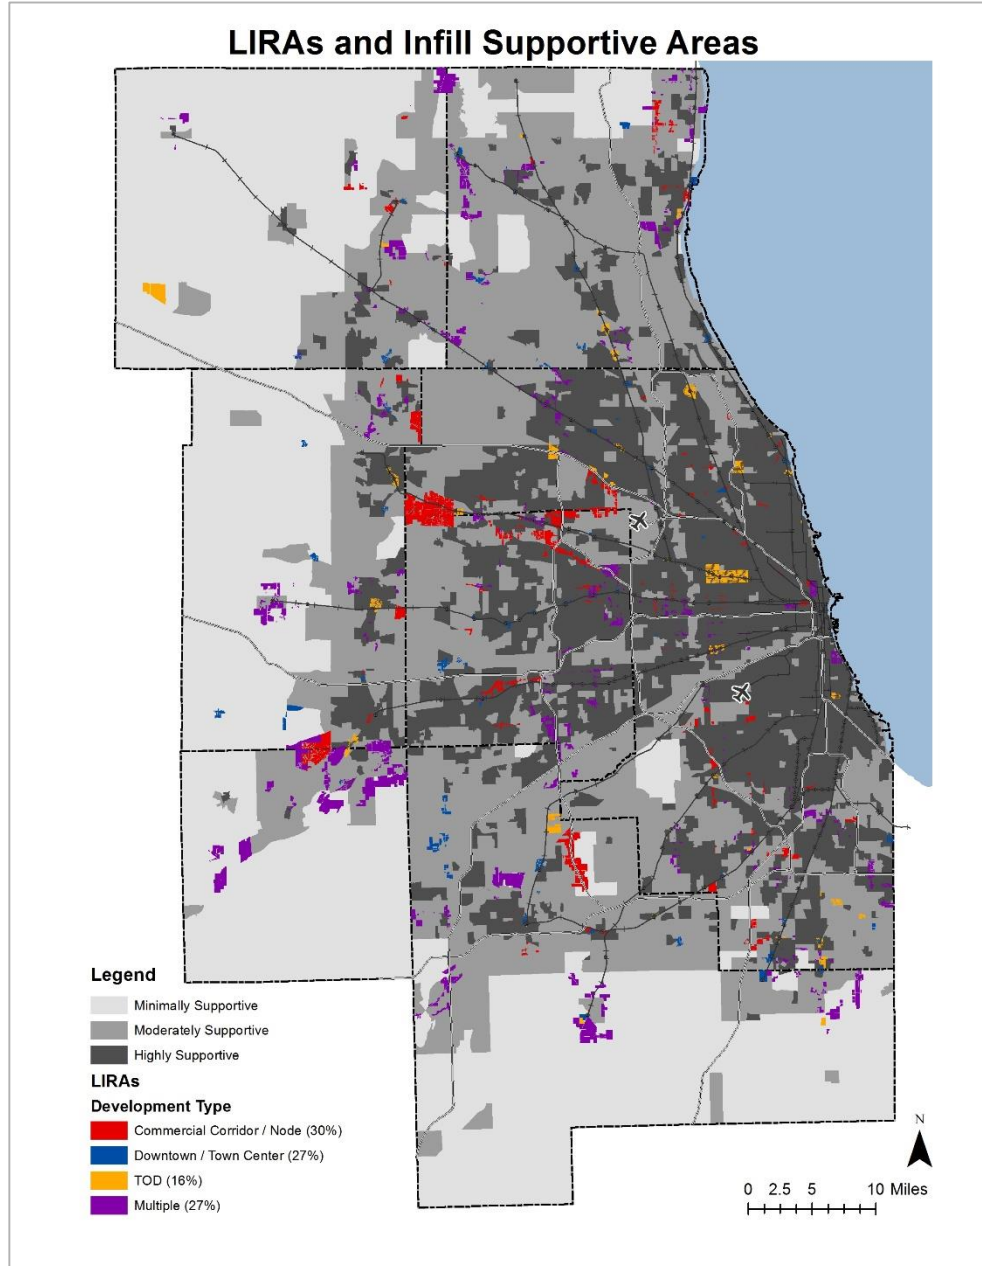 LIRAs and Infill Supportive Areas
Legend
Minimally Supportive
Moderately Supportive
Highly Supportive
LIRAs
Development Type
Commercial Corridor / Node (30%)
Downtown / Town Center (27%)
TOD (16%)
Multiple (27%)
N
0 2.5 5 10 Miles